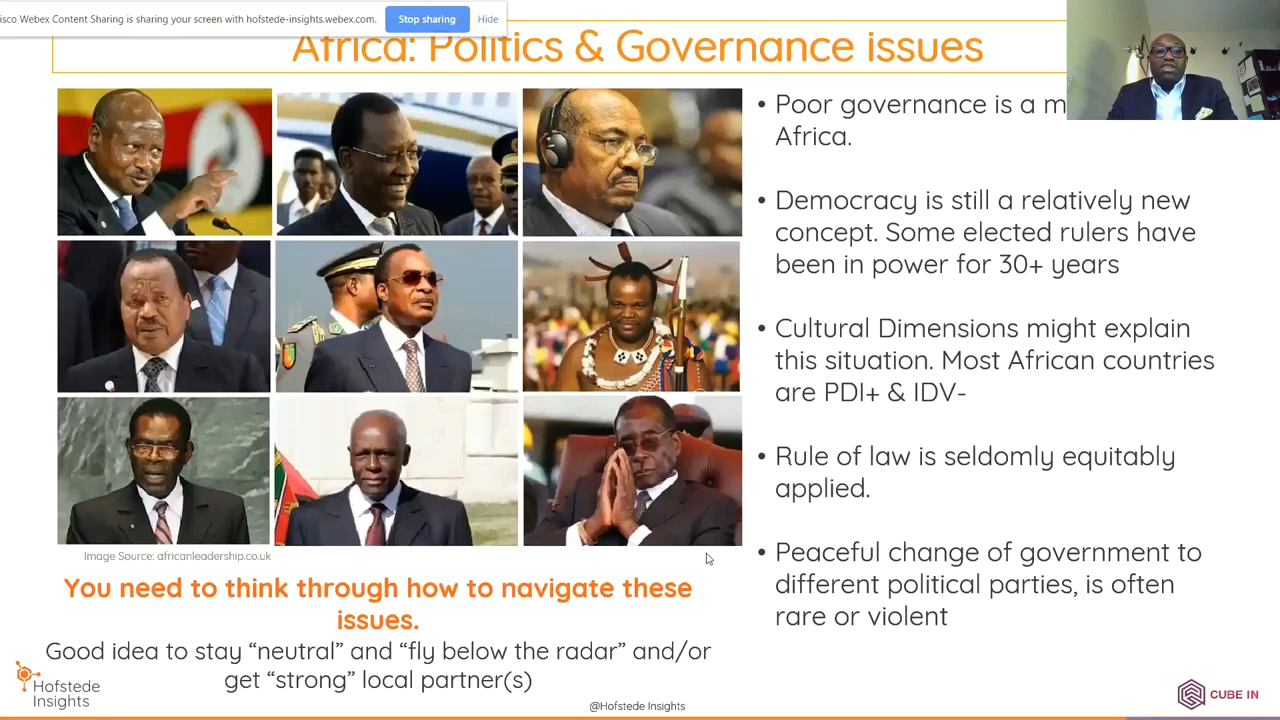 isco Webex Content Sharing is sharing your screen with hofstede-insights.webex.com.
Stop sharing
Hide
Africa: Politics & Governance issues
• Poor governance is a m
Africa.
• Democracy is still a relatively new
concept. Some elected rulers have
been in power for 30+ years
• Cultural Dimensions might explain
this situation. Most African countries
are PDI+ & IDV-
• Rule of law is seldomly equitably
applied.
• Peaceful change of government to
different political parties, is often
rare or violent
Image Source: africanleadership.co.uk
You need to think through how to navigate these
issues.
Good idea to stay “neutral” and “fly below the radar” and/or
get “strong” local partner(s)
Hofstede
Insights
@Hofstede Insights
CUBE IN